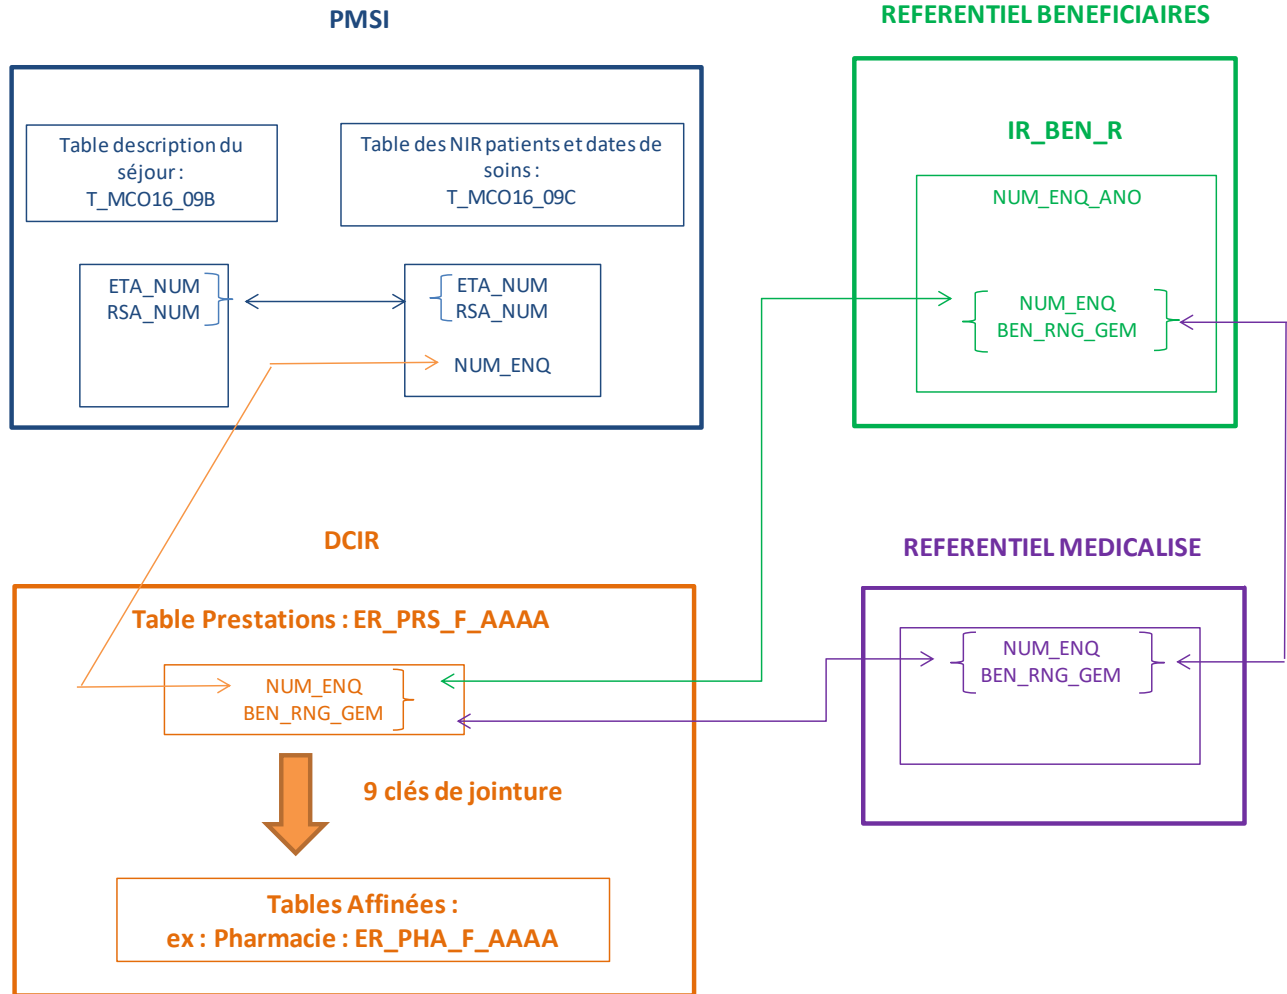 PMSI
Table description du
séjour :
T_MCO16_09B
Table des NIR patients et dates de
soins :
T_MCO16_09C
ETA_NUM
RSA_NUM
ETA_NUM
RSA_NUM
NUM_ENQ
REFERENTIEL BENEFICIAIRES
IR_BEN_R
NUM_ENQ_ANO
NUM_ENQ
BEN_RNG_GEM
DCIR
Table Prestations : ER_PRS_F_AAAA
NUM_ENQ
BEN_RNG_GEM
9 clés de jointure
Tables Affinées :
ex : Pharmacie : ER_PHA_F_AAAA
REFERENTIEL MEDICALISE
NUM_ENQ
BEN_RNG_GEM